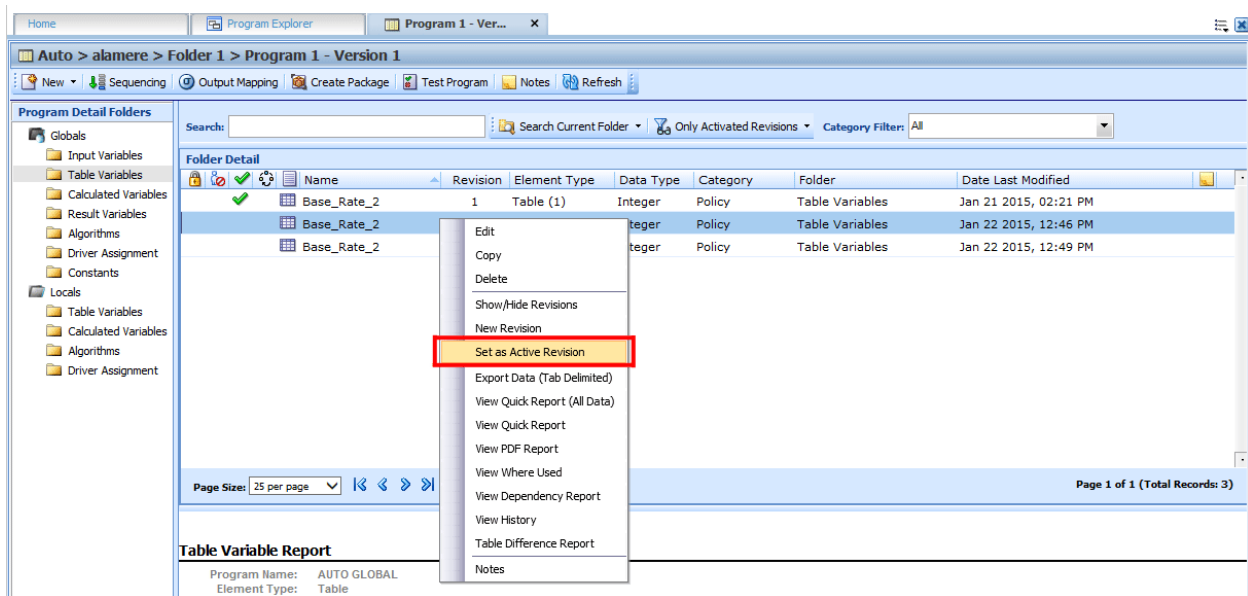 Home Program Explorer Program 1 - Ver... X
Auto > alamere > Folder 1 > Program 1 - Version 1
New Sequencing Output Mapping Create Package Test Program Notes Refresh
Program Detail Folders
Globals
Input Variables
Table Variables
Calculated Variables
Result Variables
Algorithms
Driver Assignment
Constants
Locals
Table Variables
Calculated Variables
Algorithms
Driver Assignment
Search: Search Current Folder Only Activated Revisions Category Filter: All
Folder Detail
Name Revision Element Type Data Type Category Folder Date Last Modified
Base_Rate_2 1 Table (1) Integer Policy Table Variables Jan 21 2015, 02:21 PM
Base_Rate_2 teger Policy Table Variables Jan 22 2015, 12:46 PM
Base_Rate_2 teger Policy Table Variables Jan 22 2015, 12:49 PM
Edit
Copy
Delete
Show/Hide Revisions
New Revision
Set as Active Revision
Export Data (Tab Delimited)
View Quick Report (All Data)
View Quick Report
View PDF Report
View Where Used
View Dependency Report
View History
Table Difference Report
Notes
Page Size: 25 per page Page 1 of 1 (Total Records: 3)
Table Variable Report
Program Name: AUTO GLOBAL
Element Type: Table